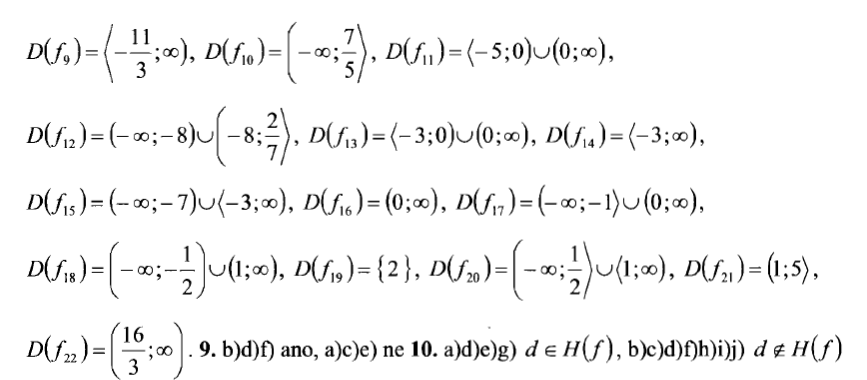 D(f₉)=⟨-11/3;∞), D(f₁₀)=(-∞;7/5⟩, D(f₁₁)=⟨-5;0)∪(0;∞),
D(f₁₂)=(-∞;-8)∪(-8;2/7⟩, D(f₁₃)=⟨-3;0)∪(0;∞), D(f₁₄)=⟨-3;∞),
D(f₁₅)=(-∞;-7)∪⟨-3;∞), D(f₁₆)=(0;∞), D(f₁₇)=(-∞;-1⟩∪(0;∞),
D(f₁₈)=(-∞;-1/2)∪(1;∞), D(f₁₉)={2}, D(f₂₀)=(-∞;1/2⟩∪⟨1;∞), D(f₂₁)=(1;5⟩,
D(f₂₂)=(16/3;∞). 9. b)d)f) ano, a)c)e) ne 10. a)d)e)g) d ∈ H(f), b)c)d)f)h)i)j) d ∉ H(f)